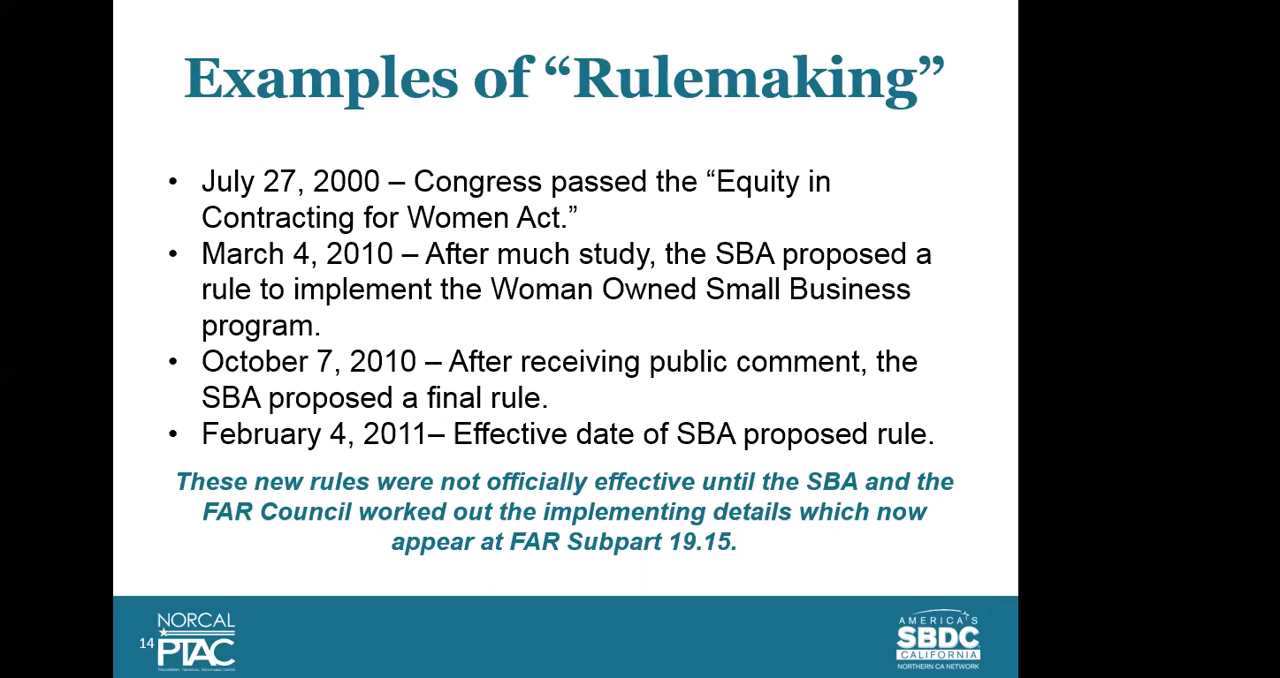 Examples of “Rulemaking”
• July 27, 2000 – Congress passed the “Equity in
Contracting for Women Act.”
• March 4, 2010 – After much study, the SBA proposed a
rule to implement the Woman Owned Small Business
program.
• October 7, 2010 – After receiving public comment, the
SBA proposed a final rule.
• February 4, 2011– Effective date of SBA proposed rule.
These new rules were not officially effective until the SBA and the
FAR Council worked out the implementing details which now
appear at FAR Subpart 19.15.
14
NORCAL
PTAC
AMERICA'S
SBDC
CALIFORNIA
NORTHERN CA NETWORK